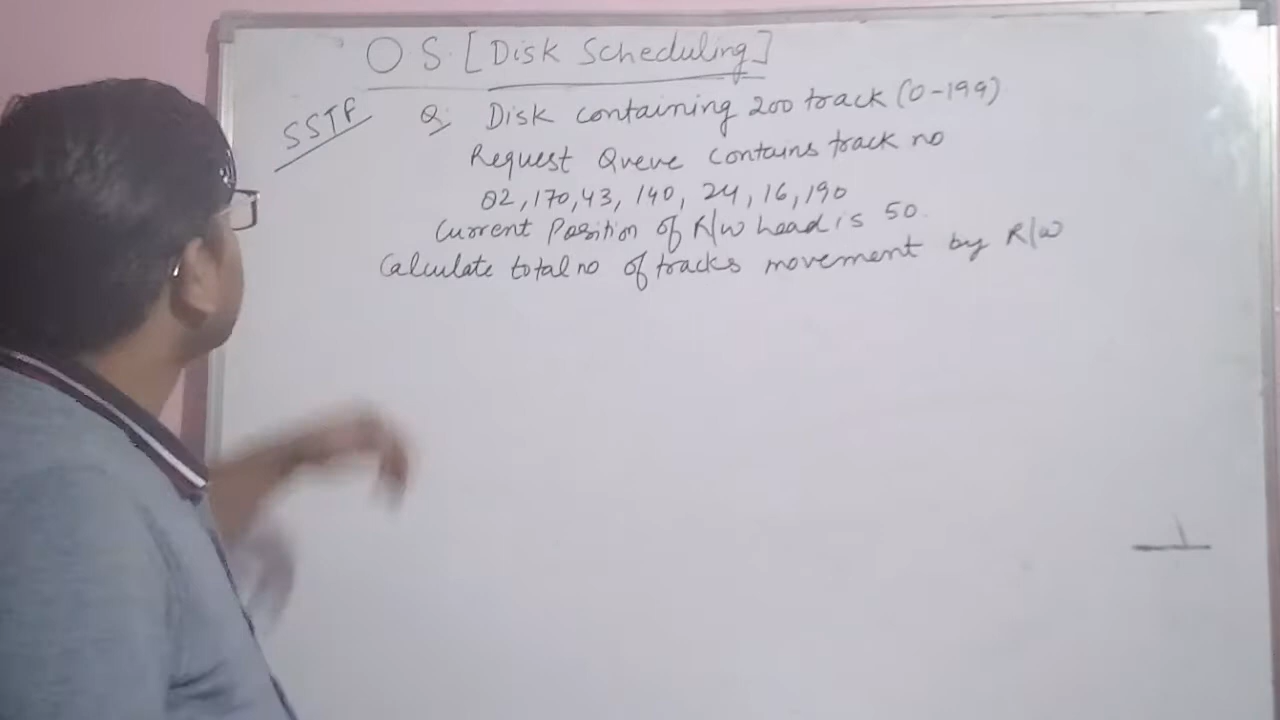 O S [Disk Scheduling]
SSTF
Q: Disk containing 200 track (0-199)
Request Queue contains track no
82, 170, 43, 140, 24, 16, 190
Current Position of R/W head is 50.
Calculate total no of tracks movement by R/W